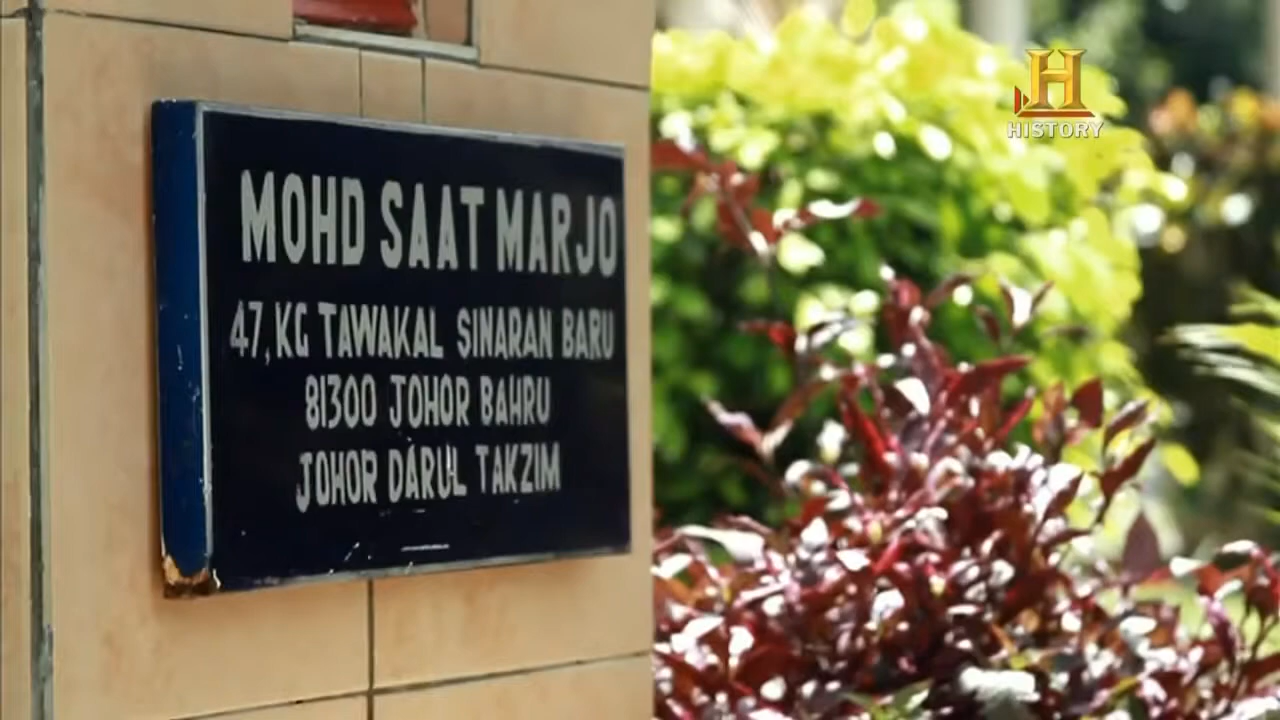 MOHD SAAT MARJO
47, KG TAWAKAL SINARAN BARU
81300 JOHOR BAHRU
JOHOR DARUL TAKZIM
H
HISTORY